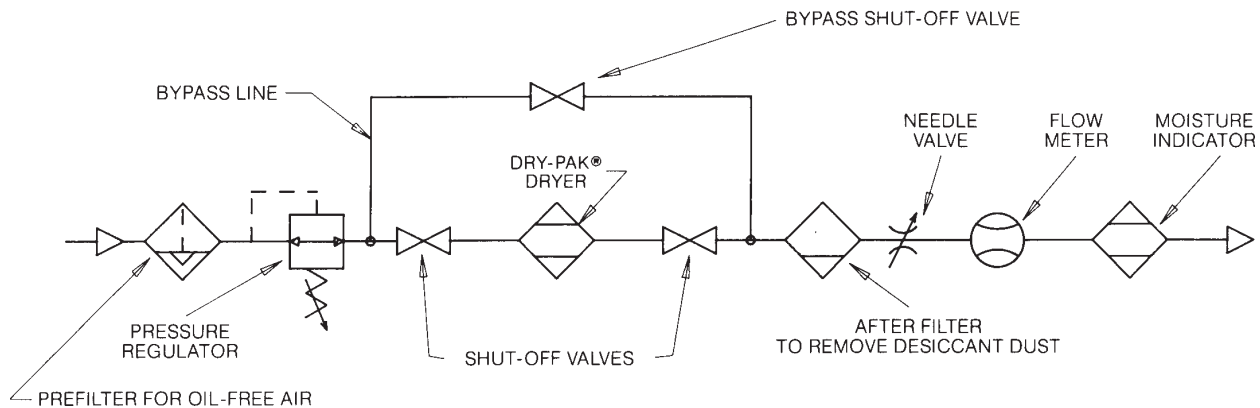 BYPASS SHUT-OFF VALVE
BYPASS LINE
NEEDLE
VALVE
FLOW
METER
MOISTURE
INDICATOR
DRY-PAK®
DRYER
PRESSURE
REGULATOR
SHUT-OFF VALVES
AFTER FILTER
TO REMOVE DESICCANT DUST
PREFILTER FOR OIL-FREE AIR